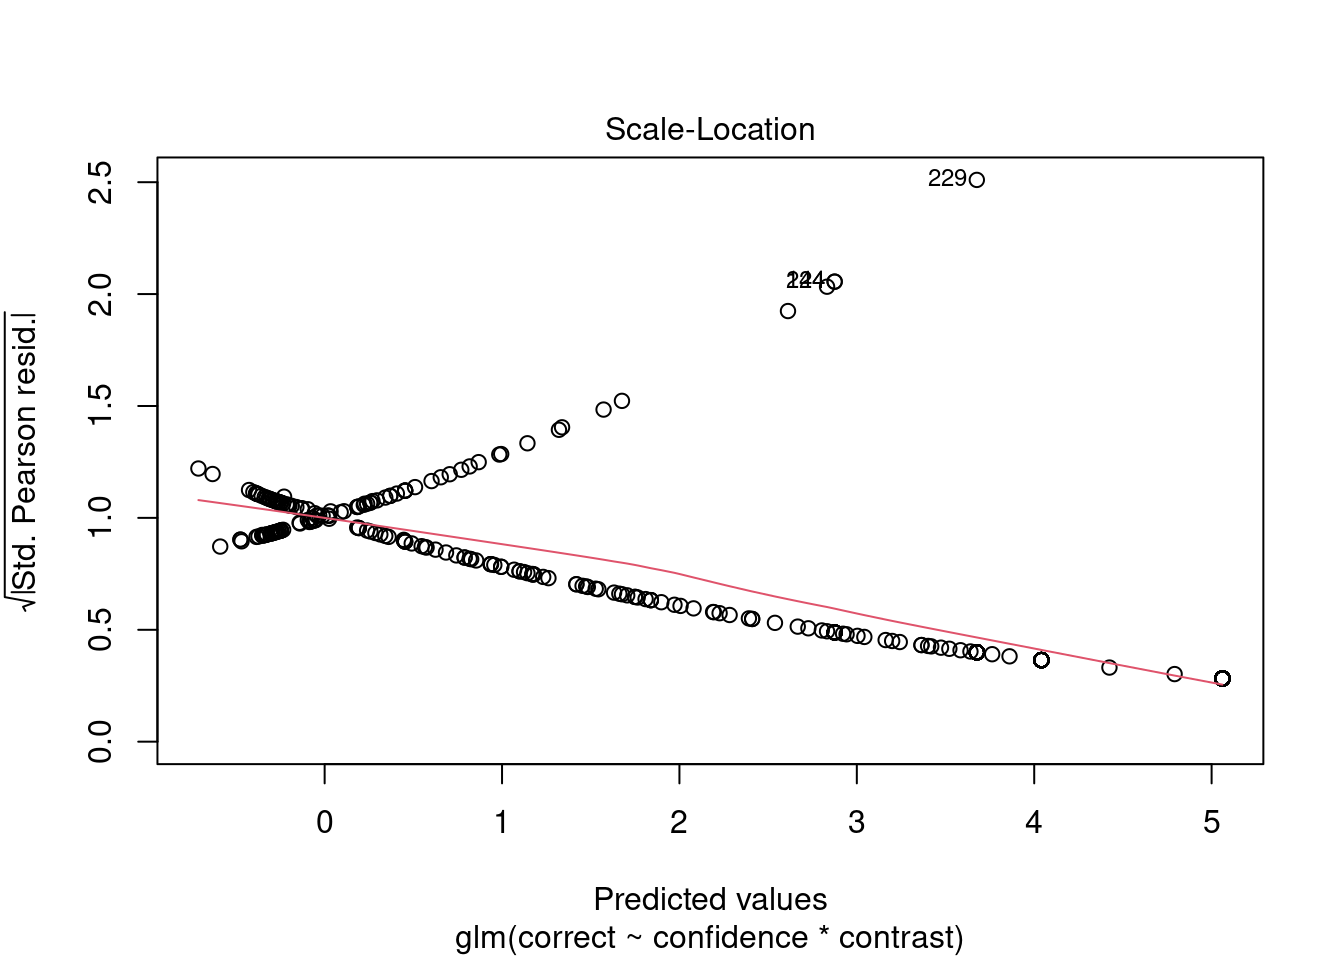 Scale-Location
√|Std. Pearson resid.|
2.5
2.0
1.5
1.0
0.5
0.0
229
0 1 2 3 4 5
Predicted values
glm(correct ~ confidence * contrast)